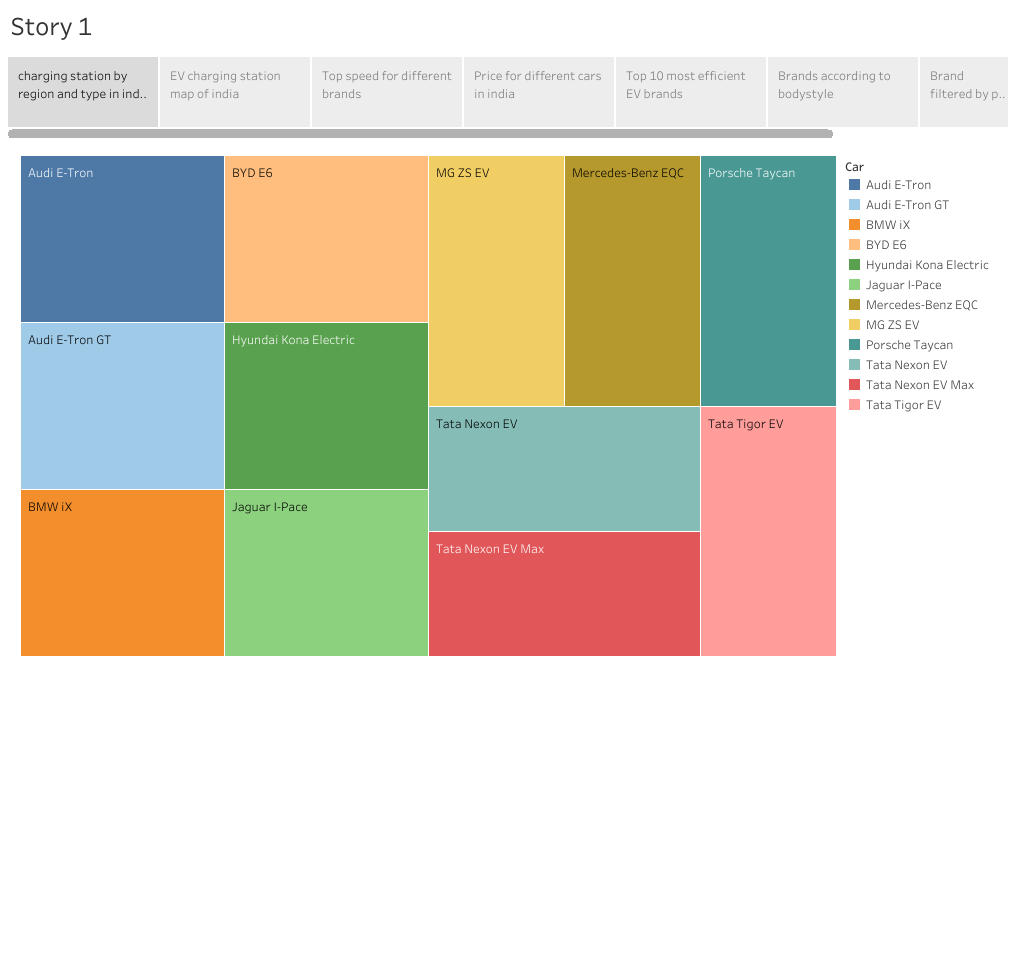 Story 1
charging station by
region and type in ind..
EV charging station
map of india
Top speed for different
brands
Price for different cars
in india
Top 10 most efficient
EV brands
Brands according to
bodystyle
Brand
filtered by p..
Audi E-Tron
BYD E6
MG ZS EV
Mercedes-Benz EQC
Porsche Taycan
Audi E-Tron GT
Hyundai Kona Electric
Tata Nexon EV
Tata Tigor EV
BMW iX
Jaguar I-Pace
Tata Nexon EV Max
Car
Audi E-Tron
Audi E-Tron GT
BMW iX
BYD E6
Hyundai Kona Electric
Jaguar I-Pace
Mercedes-Benz EQC
MG ZS EV
Porsche Taycan
Tata Nexon EV
Tata Nexon EV Max
Tata Tigor EV